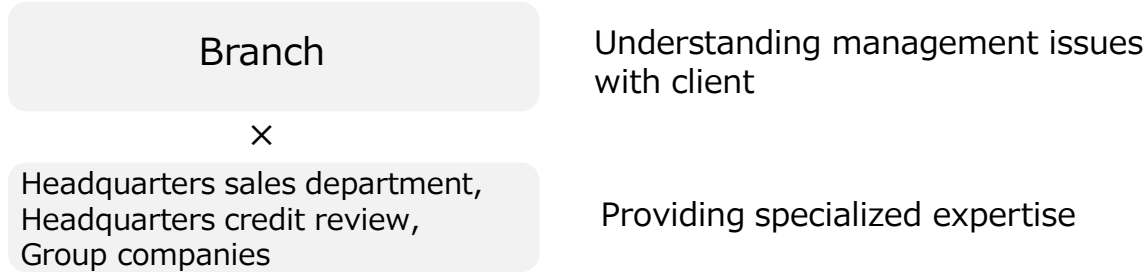 Branch
Understanding management issues
with client
×
Headquarters sales department,
Headquarters credit review,
Group companies
Providing specialized expertise